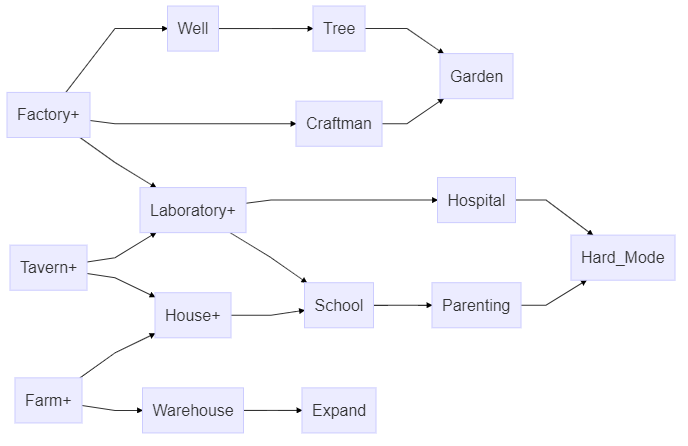 Well
Tree
Garden
Factory+
Craftman
Laboratory+
Hospital
Hard_Mode
Tavern+
House+
School
Parenting
Farm+
Warehouse
Expand